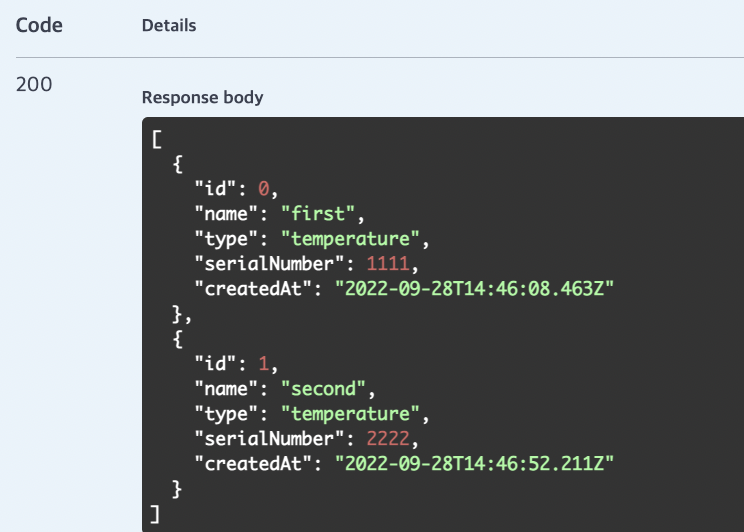 Code Details
200
Response body
[
  {
    "id": 0,
    "name": "first",
    "type": "temperature",
    "serialNumber": 1111,
    "createdAt": "2022-09-28T14:46:08.463Z"
  },
  {
    "id": 1,
    "name": "second",
    "type": "temperature",
    "serialNumber": 2222,
    "createdAt": "2022-09-28T14:46:52.211Z"
  }
]